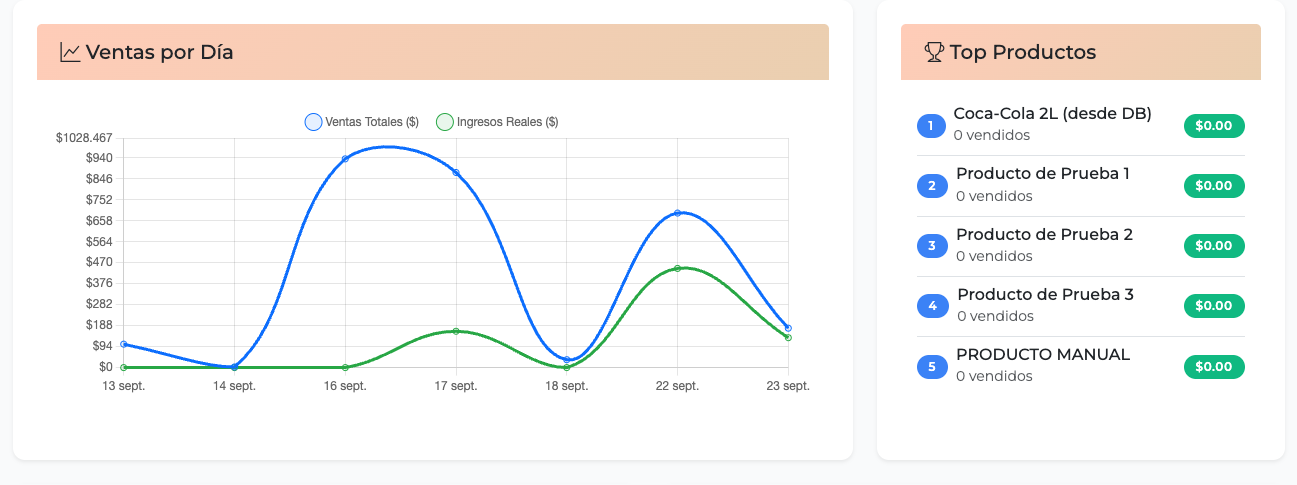 Ventas por Día
Ventas Totales ($) Ingresos Reales ($)
$1028.467
$940
$846
$752
$658
$564
$470
$376
$282
$188
$94
$0
13 sept. 14 sept. 16 sept. 17 sept. 18 sept. 22 sept. 23 sept.
Top Productos
1 Coca-Cola 2L (desde DB) $0.00
0 vendidos
2 Producto de Prueba 1 $0.00
0 vendidos
3 Producto de Prueba 2 $0.00
0 vendidos
4 Producto de Prueba 3 $0.00
0 vendidos
5 PRODUCTO MANUAL $0.00
0 vendidos